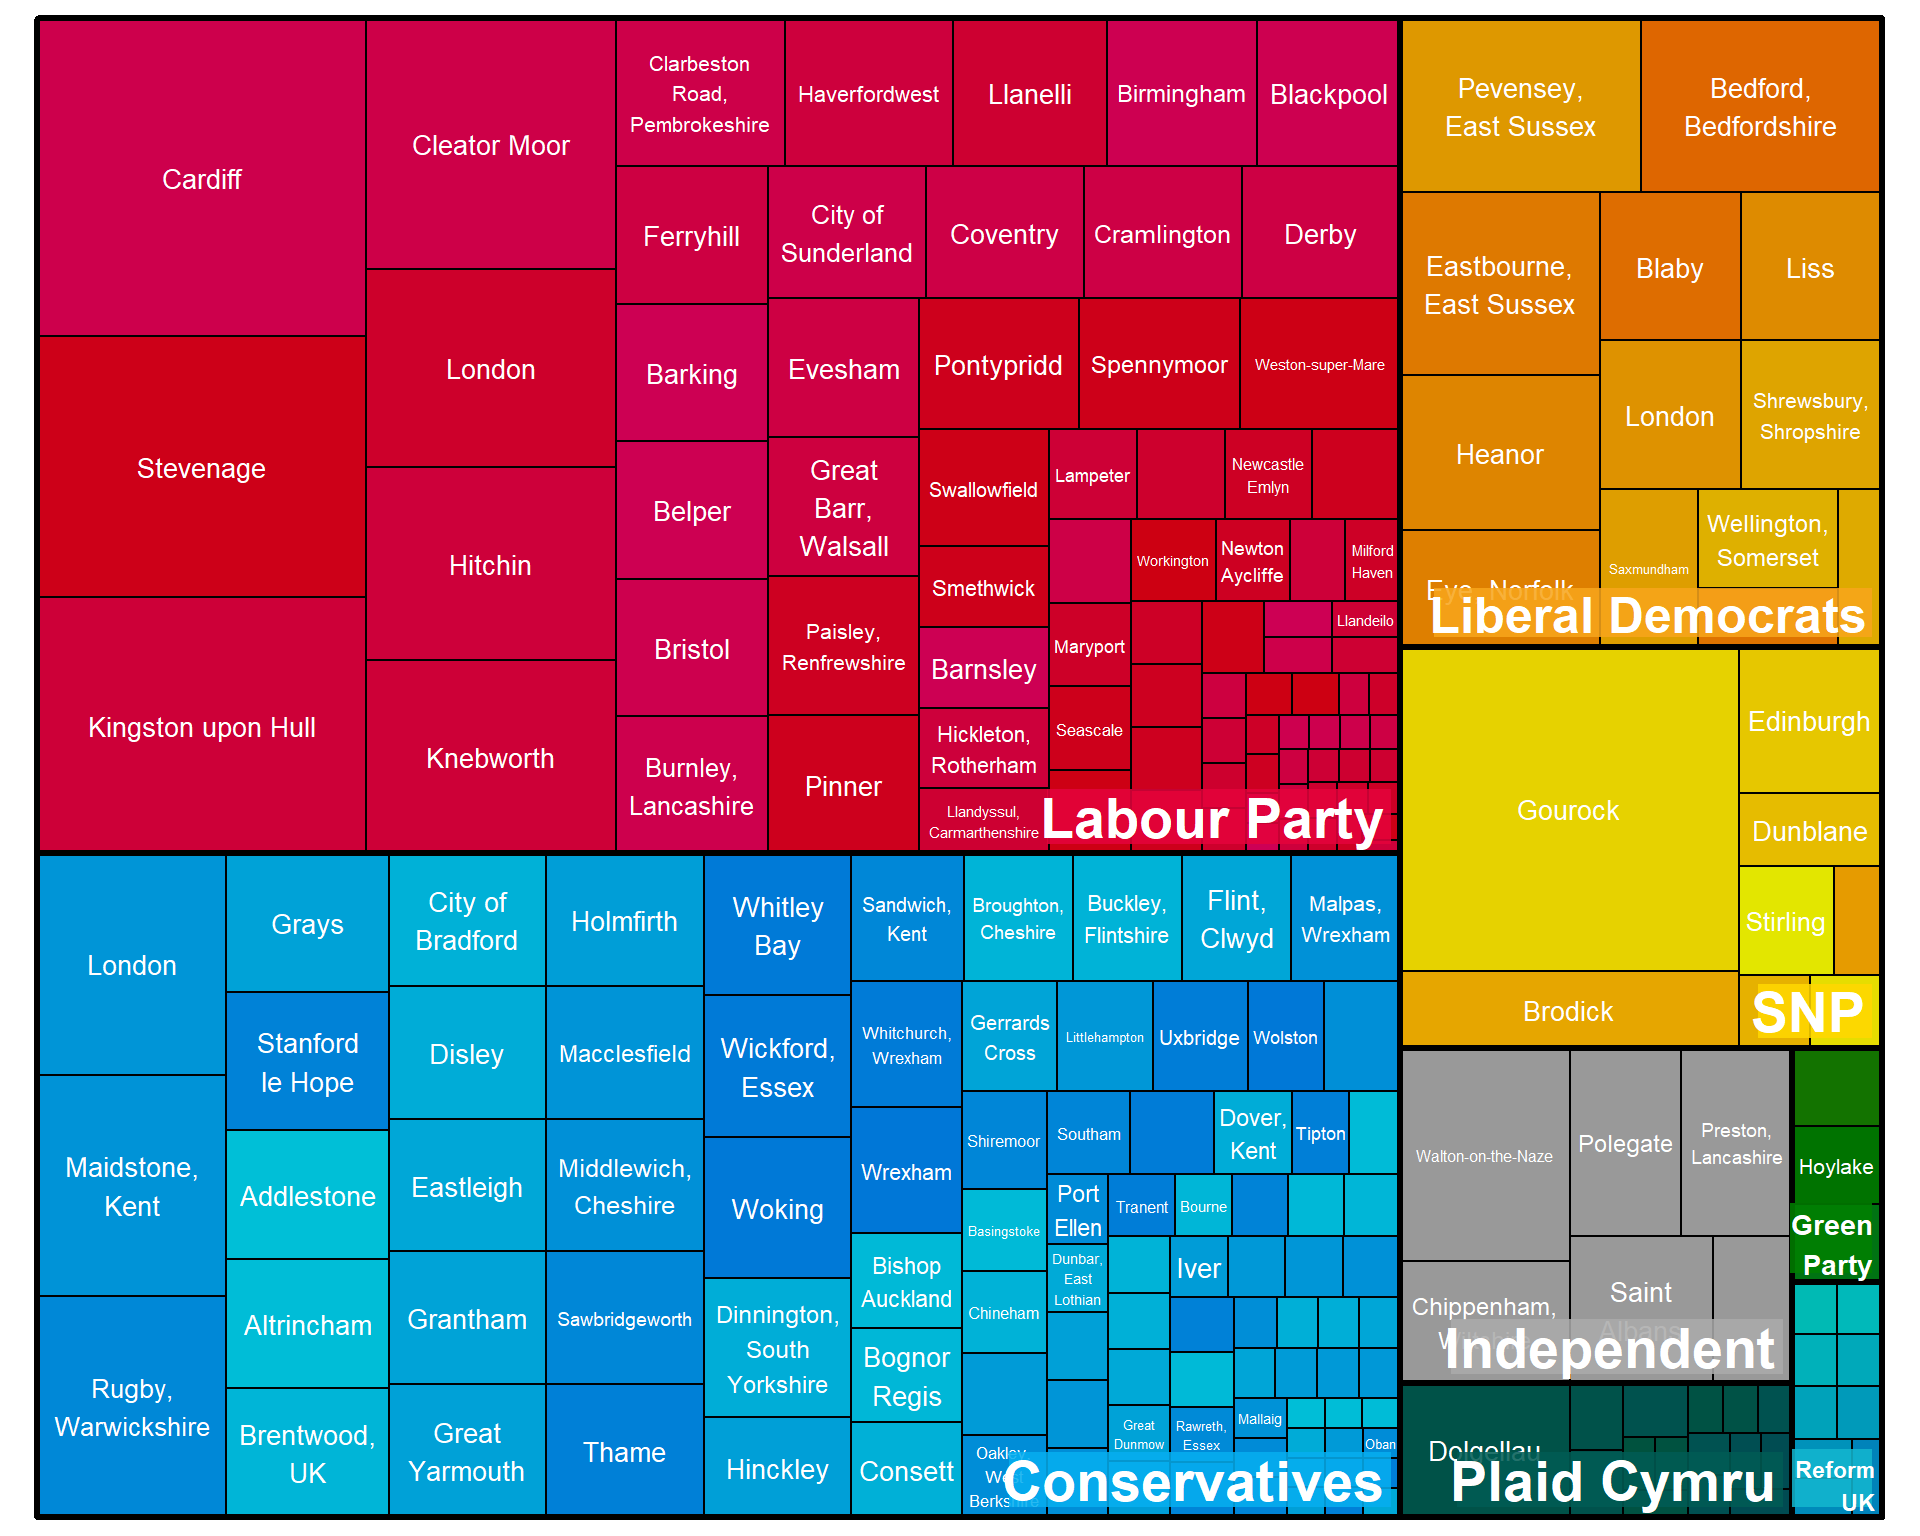 Cardiff
Stevenage
Kingston upon Hull
Cleator Moor
London
Hitchin
Knebworth
Clarbeston
Road,
Pembrokeshire
Haverfordwest
Llanelli
Birmingham
Blackpool
Ferryhill
City of
Sunderland
Coventry
Cramlington
Derby
Barking
Evesham
Pontypridd
Spennymoor
Weston-super-Mare
Belper
Great
Barr,
Walsall
Swallowfield
Lampeter
Newcastle
Emlyn
Smethwick
Workington
Newton
Aycliffe
Milford
Haven
Bristol
Paisley,
Renfrewshire
Barnsley
Maryport
Llandeilo
Burnley,
Lancashire
Pinner
Hickleton,
Rotherham
Seascale
Llandyssul,
Carmarthenshire
Labour Party
Pevensey,
East Sussex
Bedford,
Bedfordshire
Eastbourne,
East Sussex
Blaby
Liss
Heanor
London
Shrewsbury,
Shropshire
Eye, Norfolk
Saxmundham
Wellington,
Somerset
Liberal Democrats
Gourock
Edinburgh
Dunblane
Stirling
Brodick
SNP
London
Maidstone,
Kent
Rugby,
Warwickshire
Grays
Stanford
le Hope
Addlestone
Altrincham
Brentwood,
UK
City of
Bradford
Disley
Eastleigh
Grantham
Great
Yarmouth
Holmfirth
Macclesfield
Middlewich,
Cheshire
Sawbridgeworth
Thame
Whitley
Bay
Wickford,
Essex
Woking
Dinnington,
South
Yorkshire
Hinckley
Sandwich,
Kent
Whitchurch,
Wrexham
Wrexham
Bishop
Auckland
Bognor
Regis
Consett
Broughton,
Cheshire
Buckley,
Flintshire
Flint,
Clwyd
Malpas,
Wrexham
Gerrards
Cross
Littlehampton
Uxbridge
Wolston
Shiremoor
Southam
Dover,
Kent
Tipton
Basingstoke
Port
Ellen
Tranent
Bourne
Chineham
Dunbar,
East
Lothian
Iver
Oakley,
West
Berkshire
Great
Dunmow
Rawreth,
Essex
Mallaig
Oban
Conservatives
Walton-on-the-Naze
Polegate
Preston,
Lancashire
Chippenham,
Wiltshire
Saint
Albans
Independent
Hoylake
Green
Party
Dolgellau
Plaid Cymru
Reform
UK